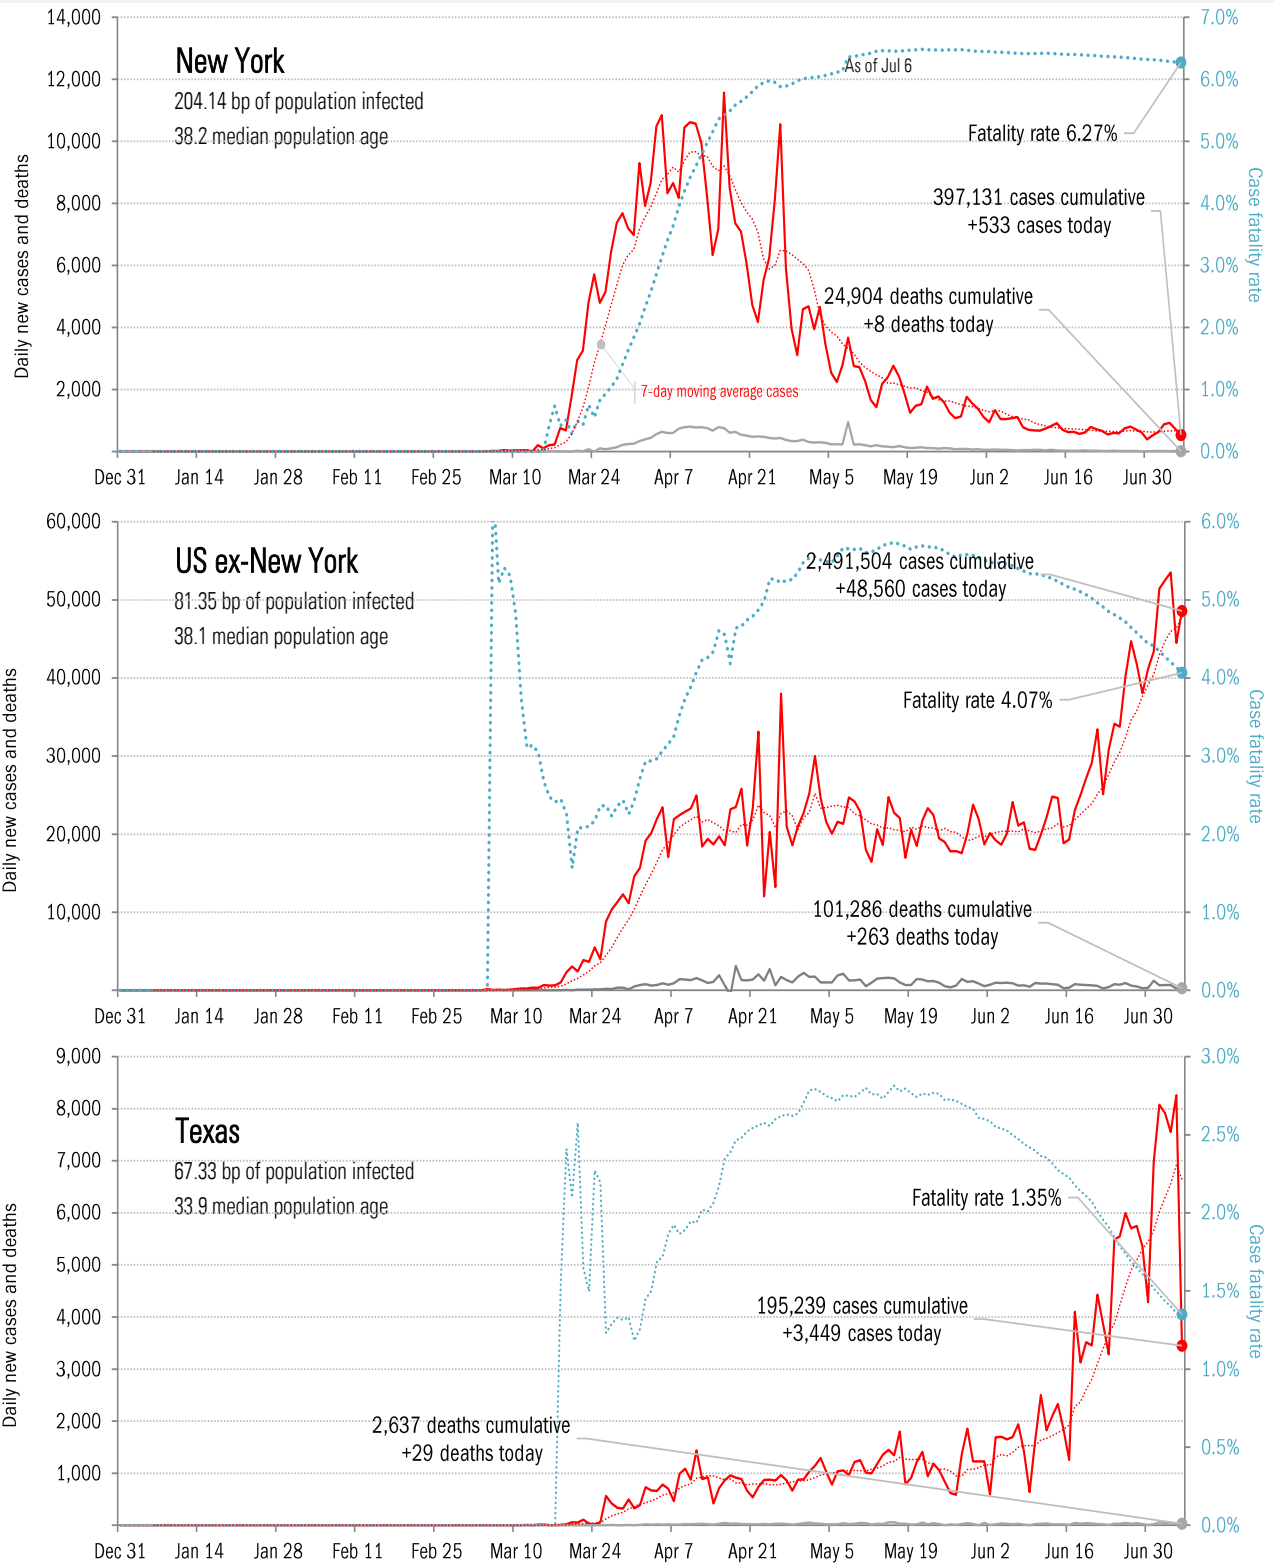 14,000
12,000
10,000
8,000
6,000
4,000
2,000
7.0%
6.0%
5.0%
4.0%
3.0%
2.0%
1.0%
0.0%
Daily new cases and deaths
Case fatality rate
New York
204.14 bp of population infected
38.2 median population age
As of Jul 6
Fatality rate 6.27%
397,131 cases cumulative
+533 cases today
24,904 deaths cumulative
+8 deaths today
7-day moving average cases
Dec 31 Jan 14 Jan 28 Feb 11 Feb 25 Mar 10 Mar 24 Apr 7 Apr 21 May 5 May 19 Jun 2 Jun 16 Jun 30
60,000
50,000
40,000
30,000
20,000
10,000
6.0%
5.0%
4.0%
3.0%
2.0%
1.0%
0.0%
Daily new cases and deaths
Case fatality rate
US ex-New York
81.35 bp of population infected
38.1 median population age
2,491,504 cases cumulative
+48,560 cases today
Fatality rate 4.07%
101,286 deaths cumulative
+263 deaths today
Dec 31 Jan 14 Jan 28 Feb 11 Feb 25 Mar 10 Mar 24 Apr 7 Apr 21 May 5 May 19 Jun 2 Jun 16 Jun 30
9,000
8,000
7,000
6,000
5,000
4,000
3,000
2,000
1,000
3.0%
2.5%
2.0%
1.5%
1.0%
0.5%
0.0%
Daily new cases and deaths
Case fatality rate
Texas
67.33 bp of population infected
33.9 median population age
Fatality rate 1.35%
195,239 cases cumulative
+3,449 cases today
2,637 deaths cumulative
+29 deaths today
Dec 31 Jan 14 Jan 28 Feb 11 Feb 25 Mar 10 Mar 24 Apr 7 Apr 21 May 5 May 19 Jun 2 Jun 16 Jun 30